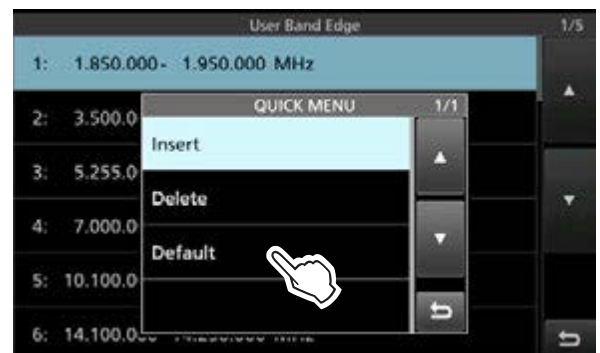 User Band Edge 1/5
1: 1.850.000 - 1.950.000 MHz
QUICK MENU 1/1
2: 3.500.0
Insert
3: 5.255.0
Delete
4: 7.000.0
Default
5: 10.100.0
6: 14.100.0